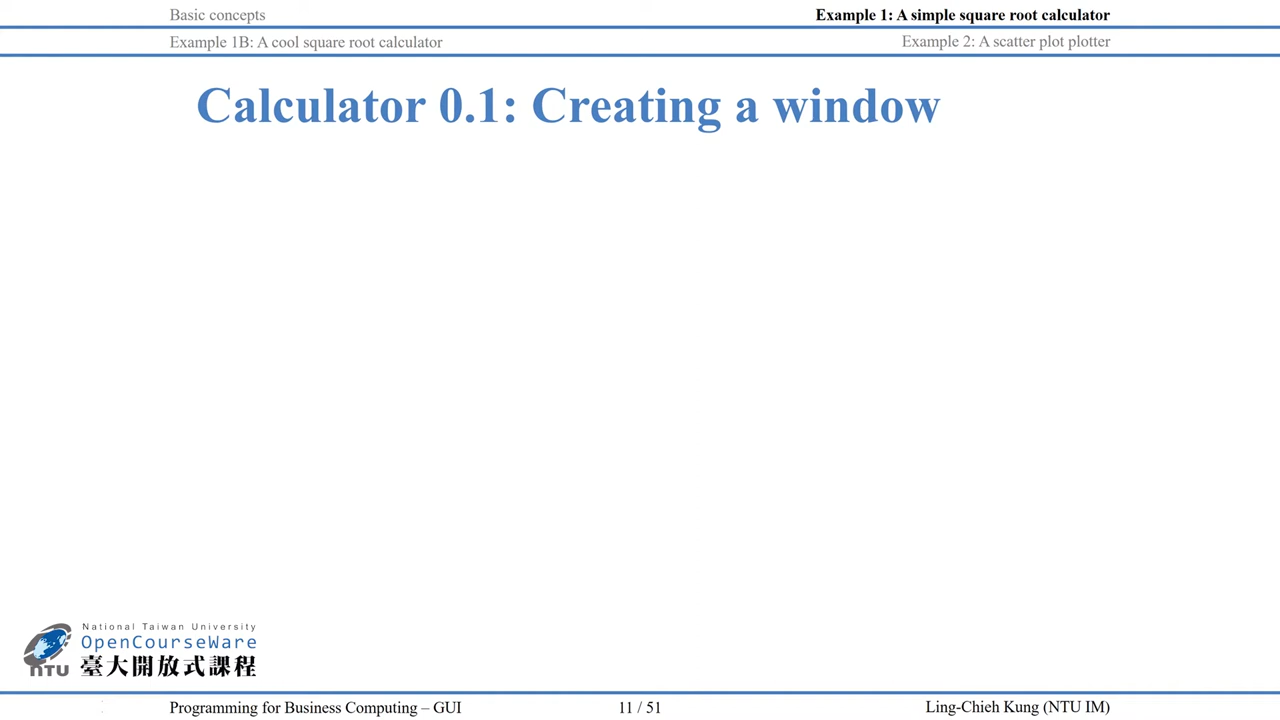 Basic concepts
Example 1: A simple square root calculator
Example 1B: A cool square root calculator
Example 2: A scatter plot plotter
Calculator 0.1: Creating a window
National Taiwan University
OpenCourseWare
NTU 臺大開放式課程
Programming for Business Computing – GUI
11 / 51
Ling-Chieh Kung (NTU IM)